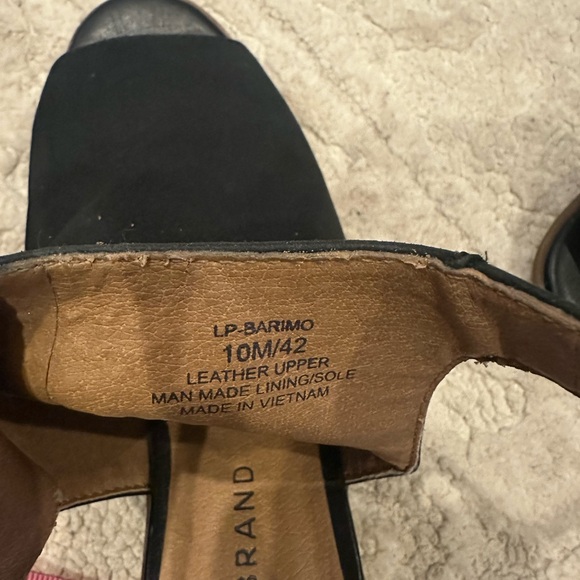 LP-BARIMO
10M/42
LEATHER UPPER
MAN MADE LINING/SOLE
MADE IN VIETNAM
BRAND